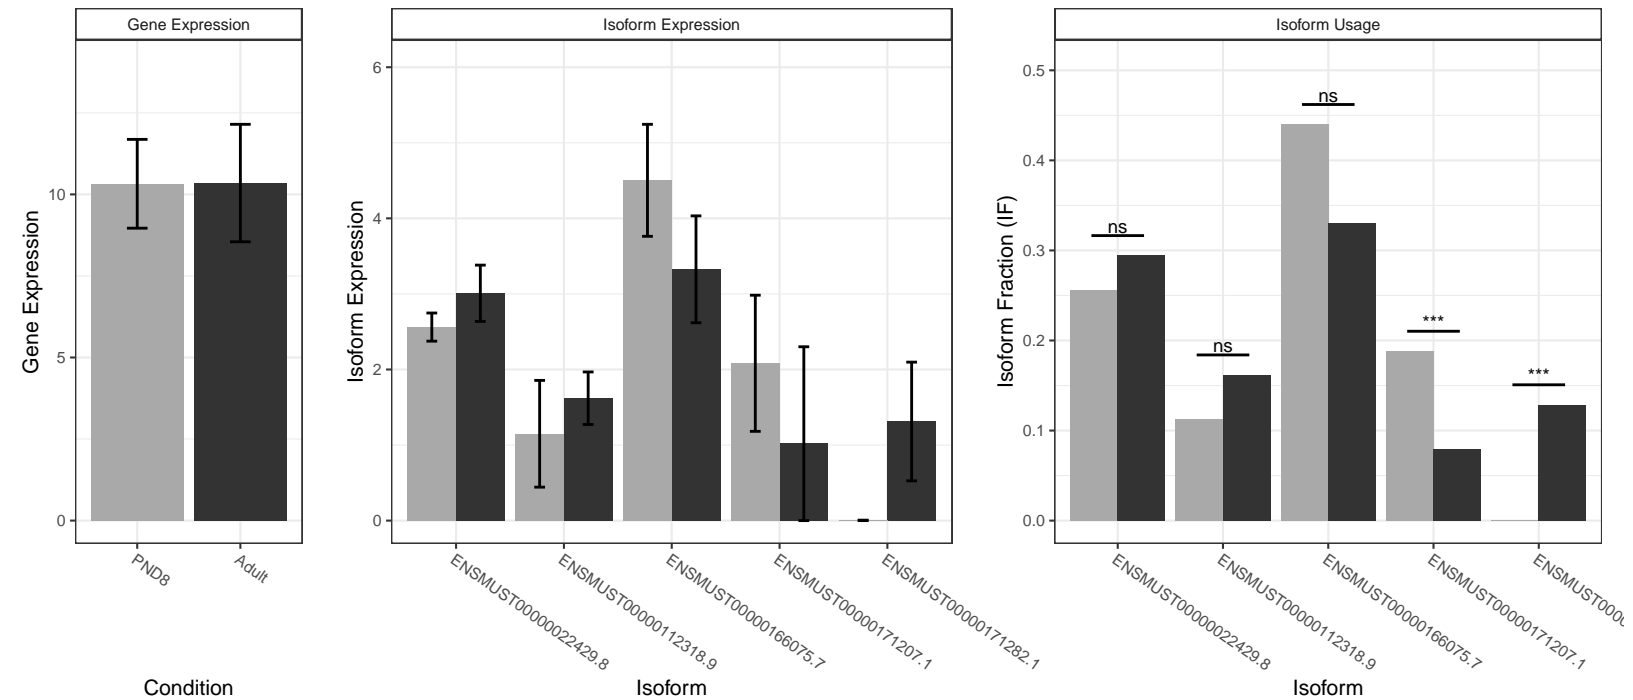 Gene Expression
Isoform Expression
Isoform Usage
Gene Expression
10
5
0
PND8
Adult
Condition
Isoform Expression
6
4
2
0
ENSMUST00000022429.8
ENSMUST00000112318.9
ENSMUST00000166075.7
ENSMUST00000171207.1
ENSMUST00000171282.1
Isoform
Isoform Fraction (IF)
0.5
0.4
0.3
0.2
0.1
0.0
ns
ns
ns
***
***
ENSMUST00000022429.8
ENSMUST00000112318.9
ENSMUST00000166075.7
ENSMUST00000171207.1
Isoform